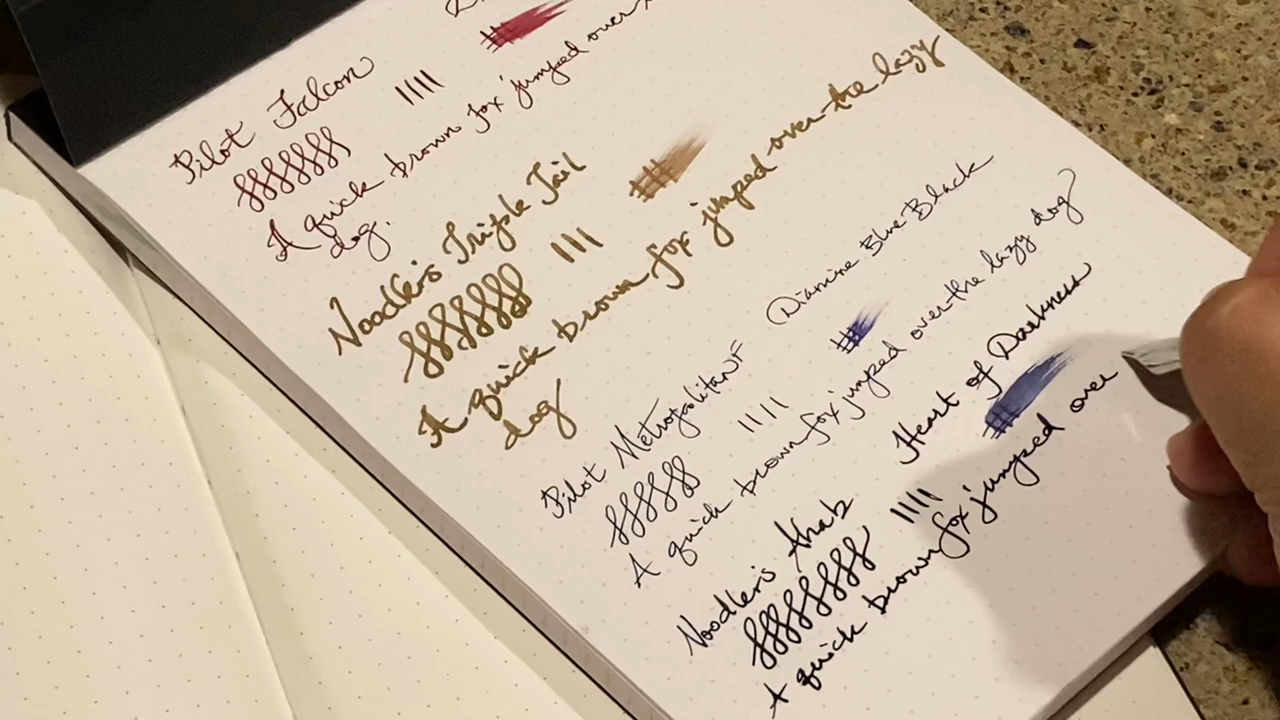 Pilot Falcon
A quick brown fox jumped over
dog.
Noodler's Triple Tail
A quick brown fox jumped over the lazy
dog
Pilot Metropolitan F
Diamine Blue Black
A quick brown fox jumped over the lazy dog
Noodler's Ahab
Heart of Darkness
A quick brown fox jumped over